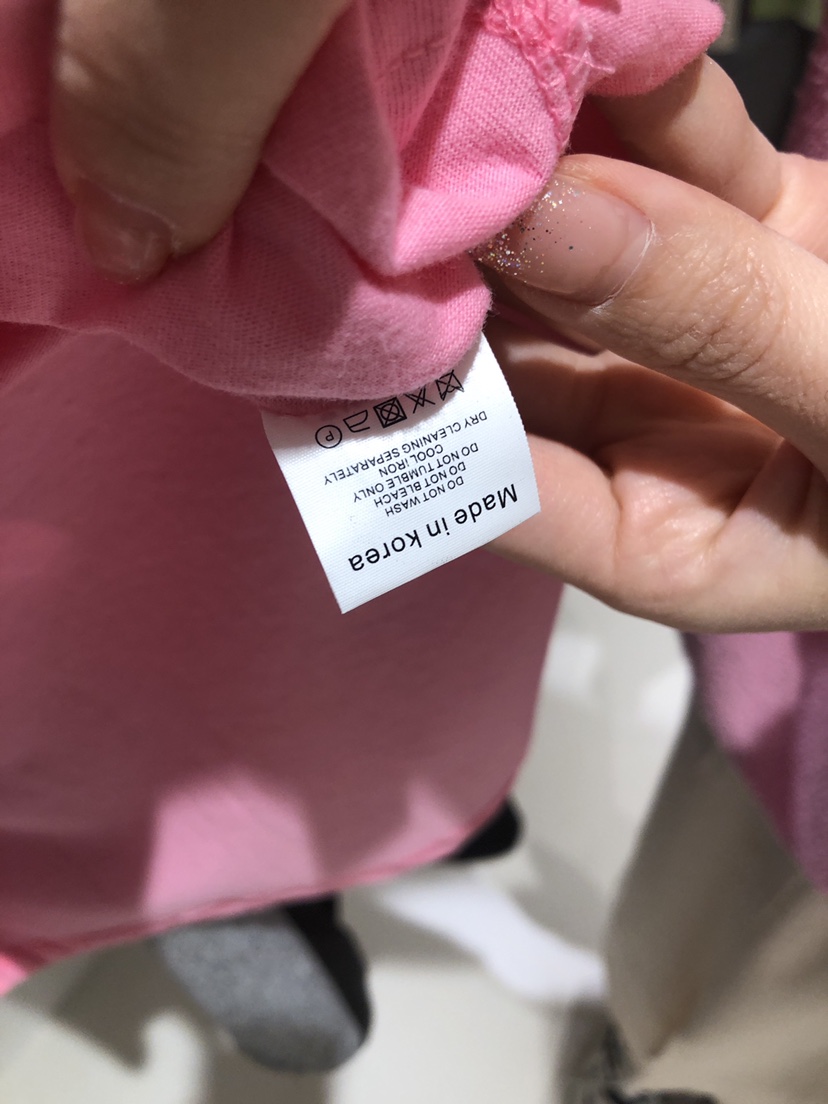 Made in korea
DO NOT WASH
DO NOT BLEACH
DO NOT TUMBLE ONLY
COOL iRON
DRY CLEANING SEPARATELY
P